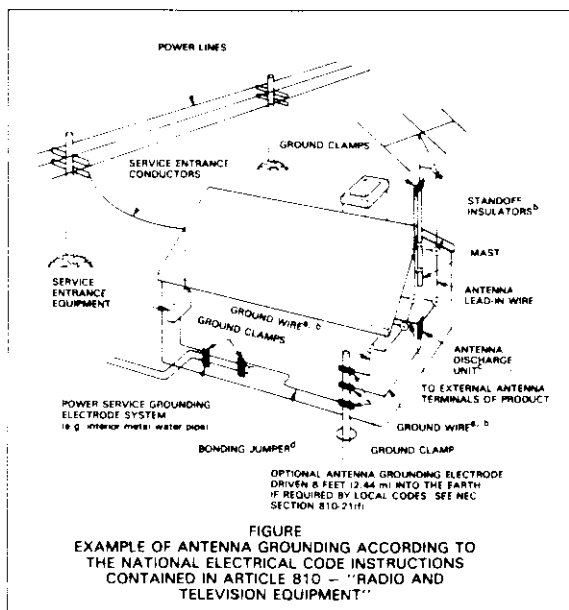 POWER LINES
GROUND CLAMPS
SERVICE ENTRANCE
CONDUCTORS
STANDOFF
INSULATORS b
MAST
SERVICE
ENTRANCE
EQUIPMENT
ANTENNA
LEAD-IN WIRE
GROUND WIRE a, c
GROUND CLAMPS
ANTENNA
DISCHARGE
UNIT c
TO EXTERNAL ANTENNA
TERMINALS OF PRODUCT
POWER SERVICE GROUNDING
ELECTRODE SYSTEM
(e.g. interior metal water pipe)
GROUND WIRE a, b
BONDING JUMPER d
GROUND CLAMP
OPTIONAL ANTENNA GROUNDING ELECTRODE
DRIVEN 8 FEET (2.44 m) INTO THE EARTH
IF REQUIRED BY LOCAL CODES SEE NEC
SECTION 810-21(f)
FIGURE
EXAMPLE OF ANTENNA GROUNDING ACCORDING TO
THE NATIONAL ELECTRICAL CODE INSTRUCTIONS
CONTAINED IN ARTICLE 810 – "RADIO AND
TELEVISION EQUIPMENT"